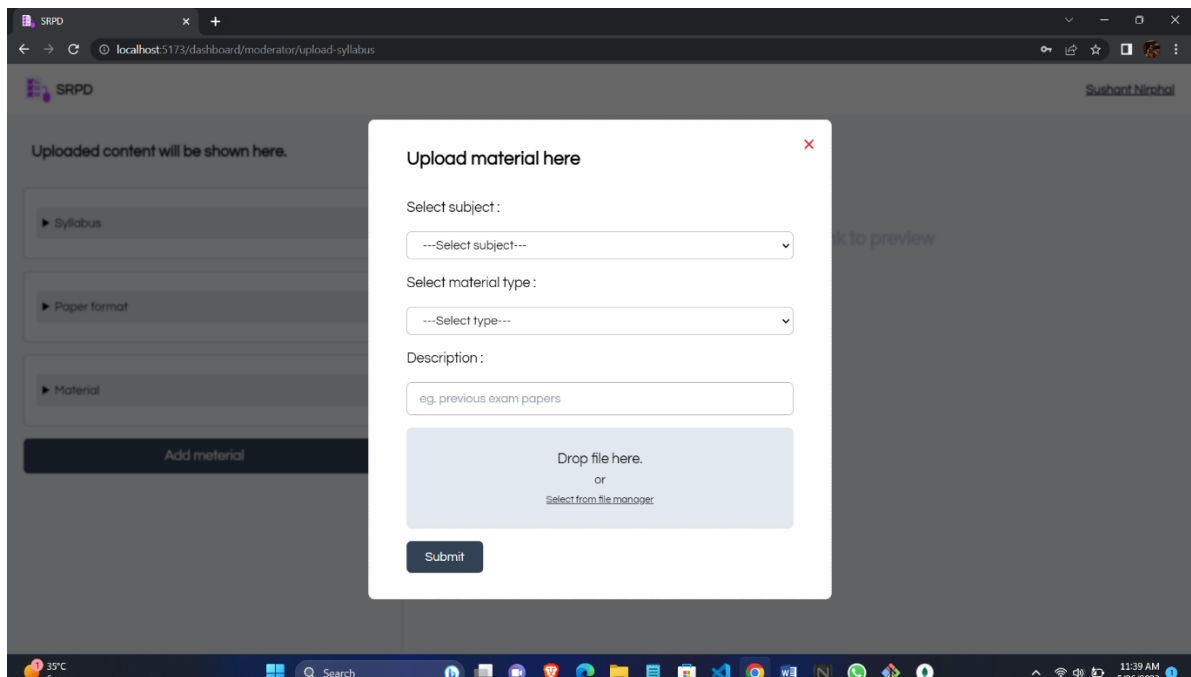 SRPD
localhost:5173/dashboard/moderator/upload-syllabus
SRPD
Sushant Nirphal
Uploaded content will be shown here.
Syllabus
Paper format
Material
Add meterial
to preview
Upload material here
Select subject :
---Select subject---
Select material type :
---Select type---
Description :
eg. previous exam papers
Drop file here.
or
Select from file manager
Submit
1
35°C
Search
11:39 AM
1